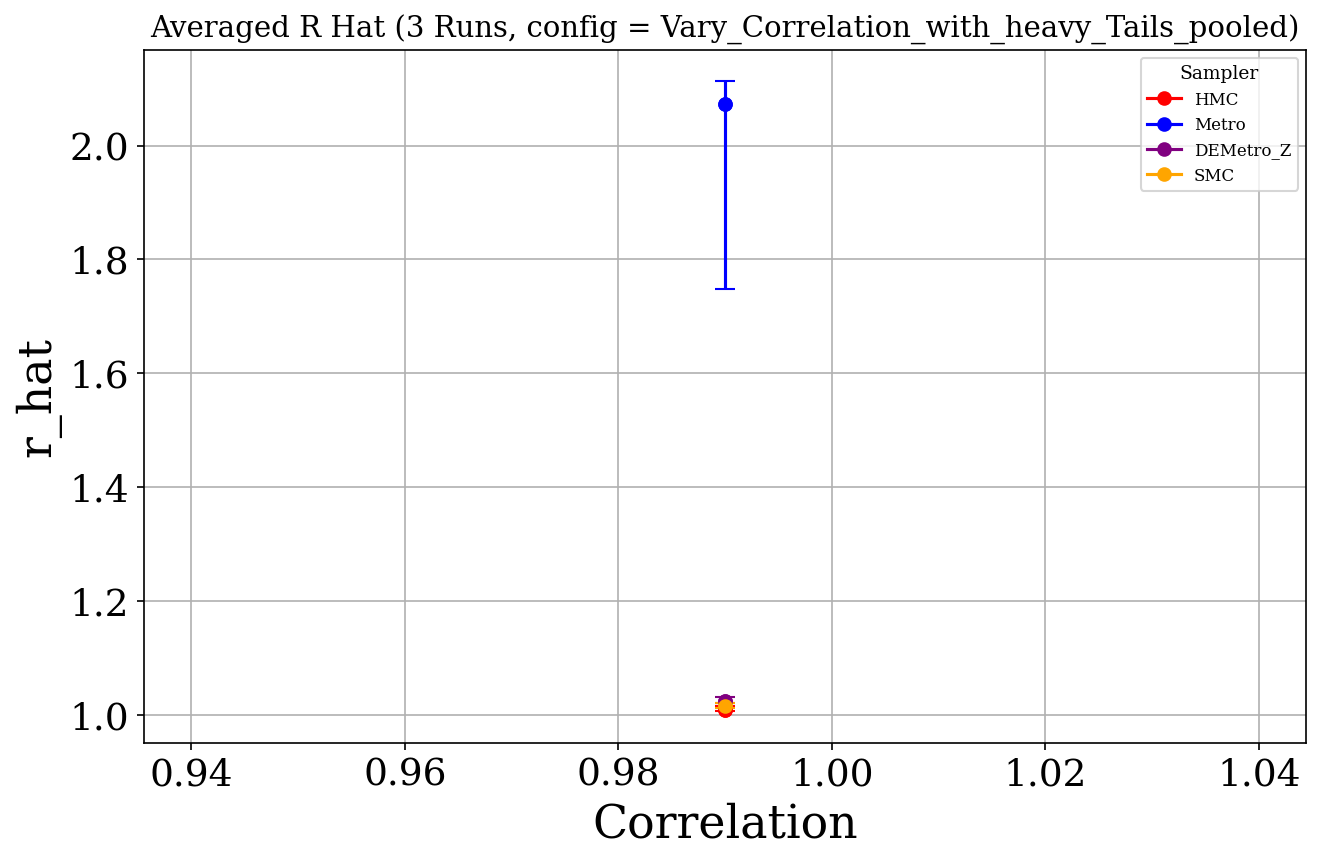 Averaged R Hat (3 Runs, config = Vary_Correlation_with_heavy_Tails_pooled)
Sampler
HMC
Metro
DEMetro_Z
SMC
2.0
1.8
1.6
1.4
1.2
1.0
r_hat
0.94 0.96 0.98 1.00 1.02 1.04
Correlation